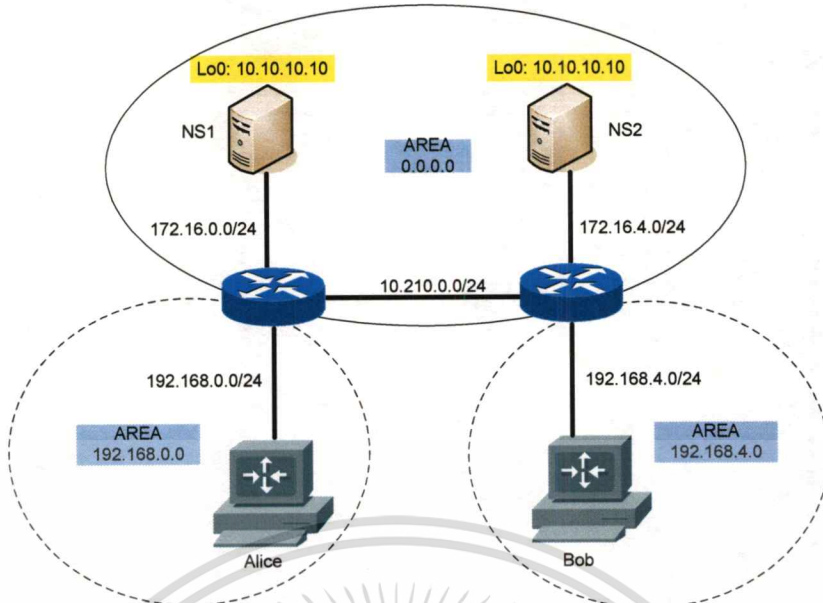 Lo0: 10.10.10.10
Lo0: 10.10.10.10
NS1
NS2
AREA
0.0.0.0
172.16.0.0/24
172.16.4.0/24
10.210.0.0/24
192.168.0.0/24
192.168.4.0/24
AREA
192.168.0.0
AREA
192.168.4.0
Alice
Bob